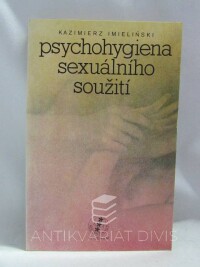 KAZIMIERZ IMIELIŃSKI
psychohygiena
sexuálního
soužití
ANTIKVARIÁT DIVIŠ